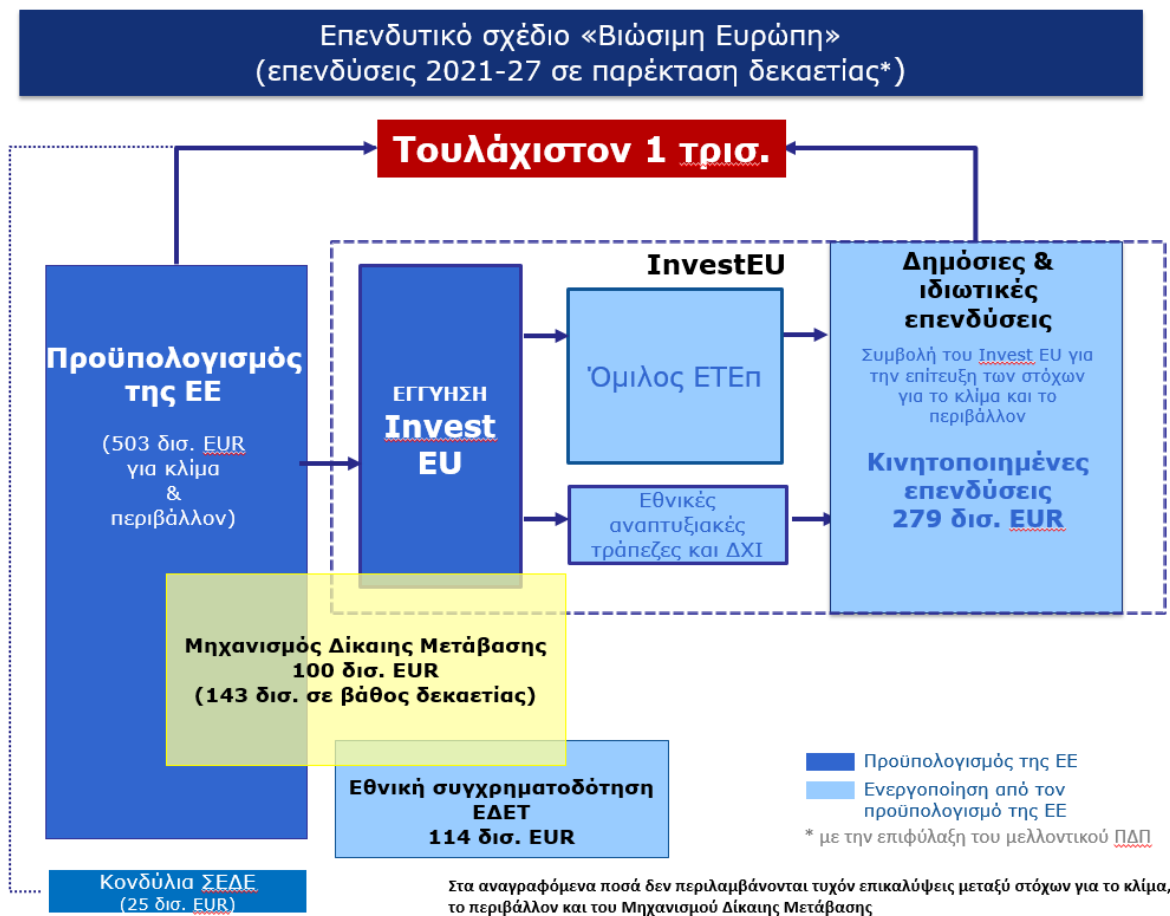 Επενδυτικό σχέδιο «Βιώσιμη Ευρώπη»
(επενδύσεις 2021-27 σε παρέκταση δεκαετίας*)
Τουλάχιστον 1 τρισ.
Προϋπολογισμός
της ΕΕ
(503 δισ. EUR
για κλίμα
&
περιβάλλον)
ΕΓΓΥΗΣΗ
Invest
EU
InvestEU
Όμιλος ΕΤΕπ
Εθνικές
αναπτυξιακές
τράπεζες και ΔΧΙ
Δημόσιες &
ιδιωτικές
επενδύσεις
Συμβολή του Invest EU για
την επίτευξη των στόχων
για το κλίμα και το
περιβάλλον
Κινητοποιημένες
επενδύσεις
279 δισ. EUR
Μηχανισμός Δίκαιης Μετάβασης
100 δισ. EUR
(143 δισ. σε βάθος δεκαετίας)
Εθνική συγχρηματοδότηση
ΕΔΕΤ
114 δισ. EUR
Προϋπολογισμός της ΕΕ
Ενεργοποίηση από τον
προϋπολογισμό της ΕΕ
* με την επιφύλαξη του μελλοντικού ΠΔΠ
Κονδύλια ΣΕΔΕ
(25 δισ. EUR)
Στα αναγραφόμενα ποσά δεν περιλαμβάνονται τυχόν επικαλύψεις μεταξύ στόχων για το κλίμα,
το περιβάλλον και του Μηχανισμού Δίκαιης Μετάβασης